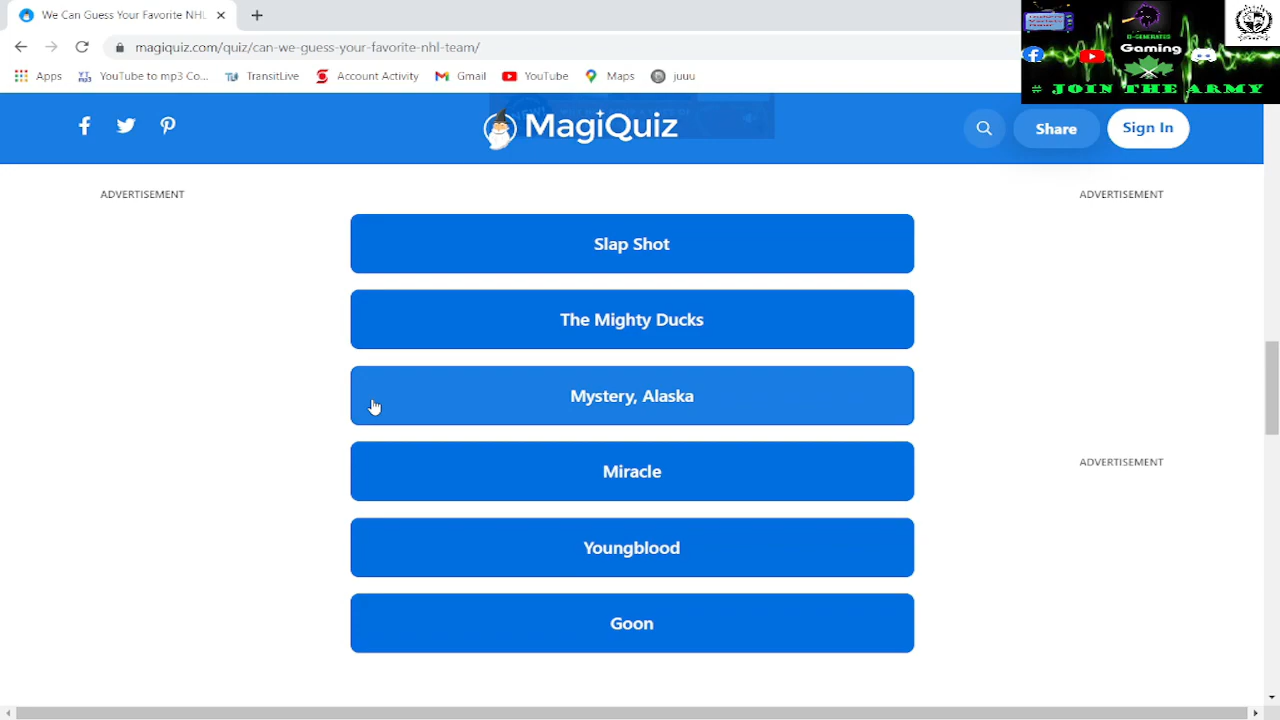 We Can Guess Your Favorite NHL
magiquiz.com/quiz/can-we-guess-your-favorite-nhl-team/
Apps
YouTube to mp3 Co...
TransitLive
Account Activity
Gmail
YouTube
Maps
juuu
Gaming
# JOIN THE ARMY
MagiQuiz
Share
Sign In
ADVERTISEMENT
ADVERTISEMENT
Slap Shot
The Mighty Ducks
Mystery, Alaska
Miracle
ADVERTISEMENT
Youngblood
Goon